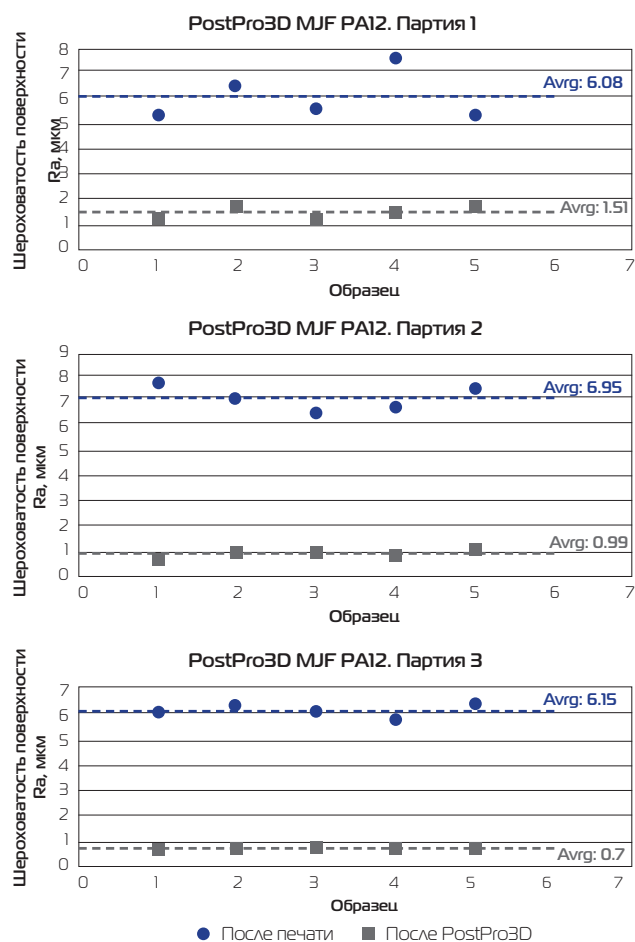 PostPro3D MJF PA12. Партия 1
Шероховатость поверхности
Ra, мкм
8
7
6
5
4
3
2
1
0
Avrg: 6.08
Avrg: 1.51
0 1 2 3 4 5 6 7
Образец
PostPro3D MJF PA12. Партия 2
Шероховатость поверхности
Ra, мкм
9
8
7
6
5
4
3
2
1
0
Avrg: 6.95
Avrg: 0.99
0 1 2 3 4 5 6 7
Образец
PostPro3D MJF PA12. Партия 3
Шероховатость поверхности
Ra, мкм
7
6
5
4
3
2
1
0
Avrg: 6.15
Avrg: 0.7
0 1 2 3 4 5 6 7
Образец
После печати После PostPro3D